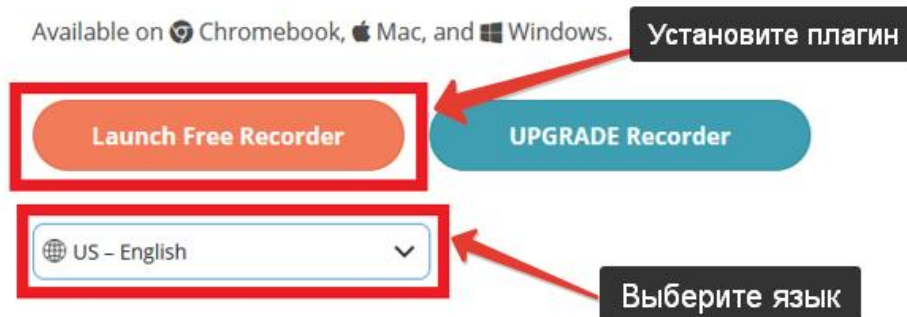 Available on Chromebook, Mac, and Windows.
Установите плагин
Launch Free Recorder
UPGRADE Recorder
US – English
Выберите язык